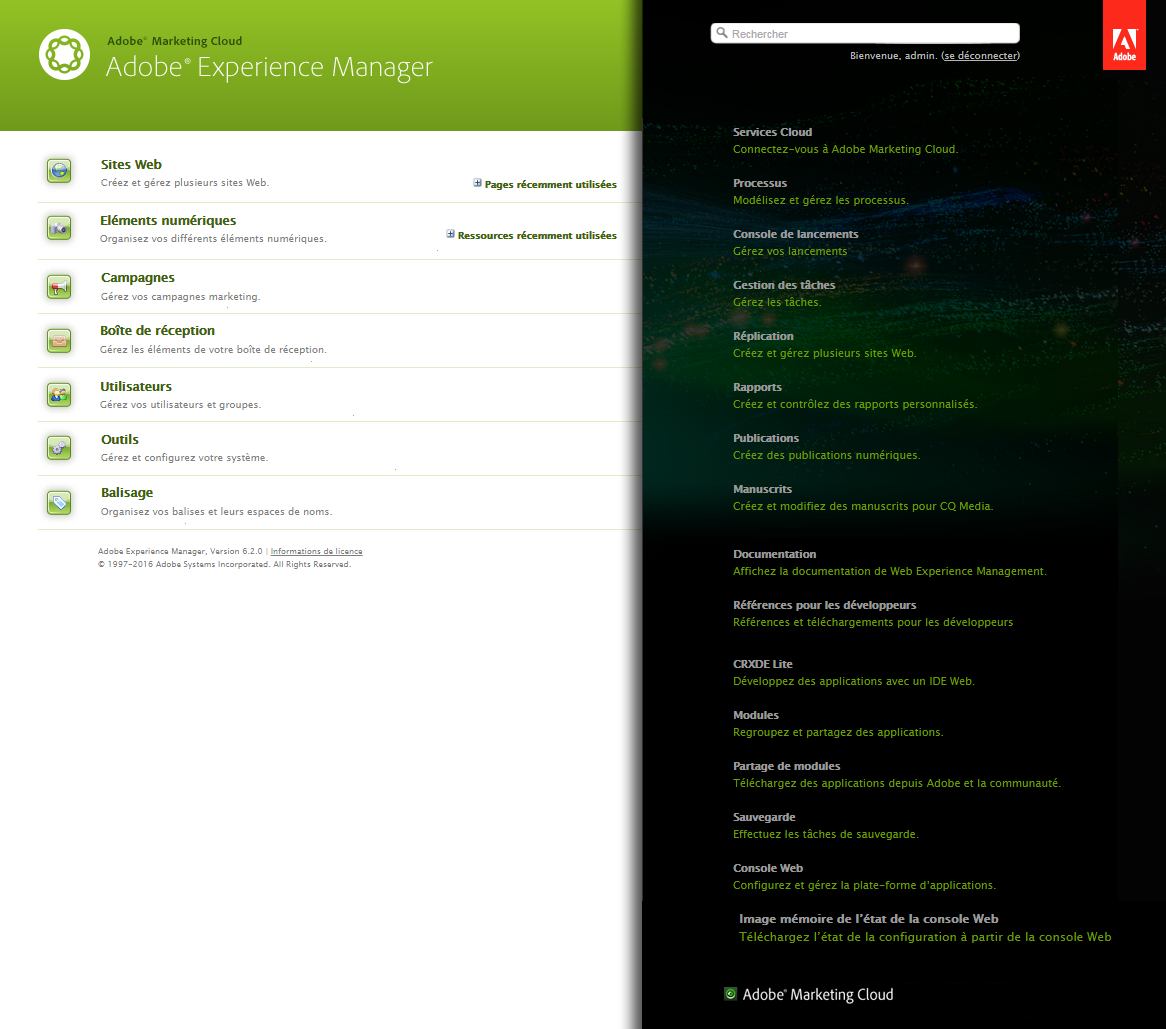 Adobe® Marketing Cloud
Adobe® Experience Manager
Sites Web
Créez et gérez plusieurs sites Web.
Pages récemment utilisées
Eléments numériques
Organisez vos différents éléments numériques.
Ressources récemment utilisées
Campagnes
Gérez vos campagnes marketing.
Boîte de réception
Gérez les éléments de votre boîte de réception.
Utilisateurs
Gérez vos utilisateurs et groupes.
Outils
Gérez et configurez votre système.
Balisage
Organisez vos balises et leurs espaces de noms.
Adobe Experience Manager, Version 6.2.0 | Informations de licence
© 1997-2016 Adobe Systems Incorporated. All Rights Reserved.
Rechercher
Bienvenue, admin. (se déconnecter)
Adobe
Services Cloud
Connectez-vous à Adobe Marketing Cloud.
Processus
Modélisez et gérez les processus.
Console de lancements
Gérez vos lancements
Gestion des tâches
Gérez les tâches.
Réplication
Créez et gérez plusieurs sites Web.
Rapports
Créez et contrôlez des rapports personnalisés.
Publications
Créez des publications numériques.
Manuscrits
Créez et modifiez des manuscrits pour CQ Media.
Documentation
Affichez la documentation de Web Experience Management.
Références pour les développeurs
Références et téléchargements pour les développeurs
CRXDE Lite
Développez des applications avec un IDE Web.
Modules
Regroupez et partagez des applications.
Partage de modules
Téléchargez des applications depuis Adobe et la communauté.
Sauvegarde
Effectuez les tâches de sauvegarde.
Console Web
Configurez et gérez la plate-forme d'applications.
Image mémoire de l'état de la console Web
Téléchargez l'état de la configuration à partir de la console Web
Adobe® Marketing Cloud